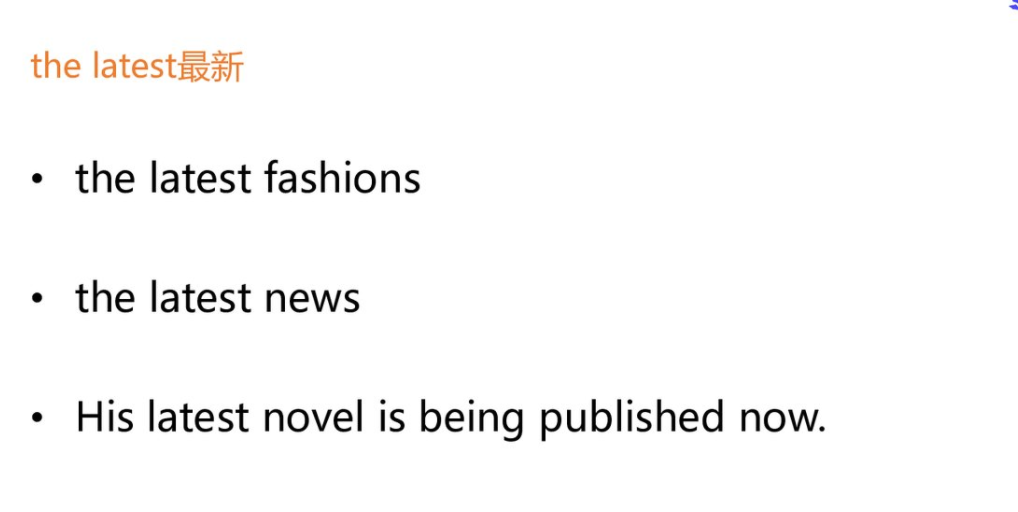 the latest最新
• the latest fashions
• the latest news
• His latest novel is being published now.